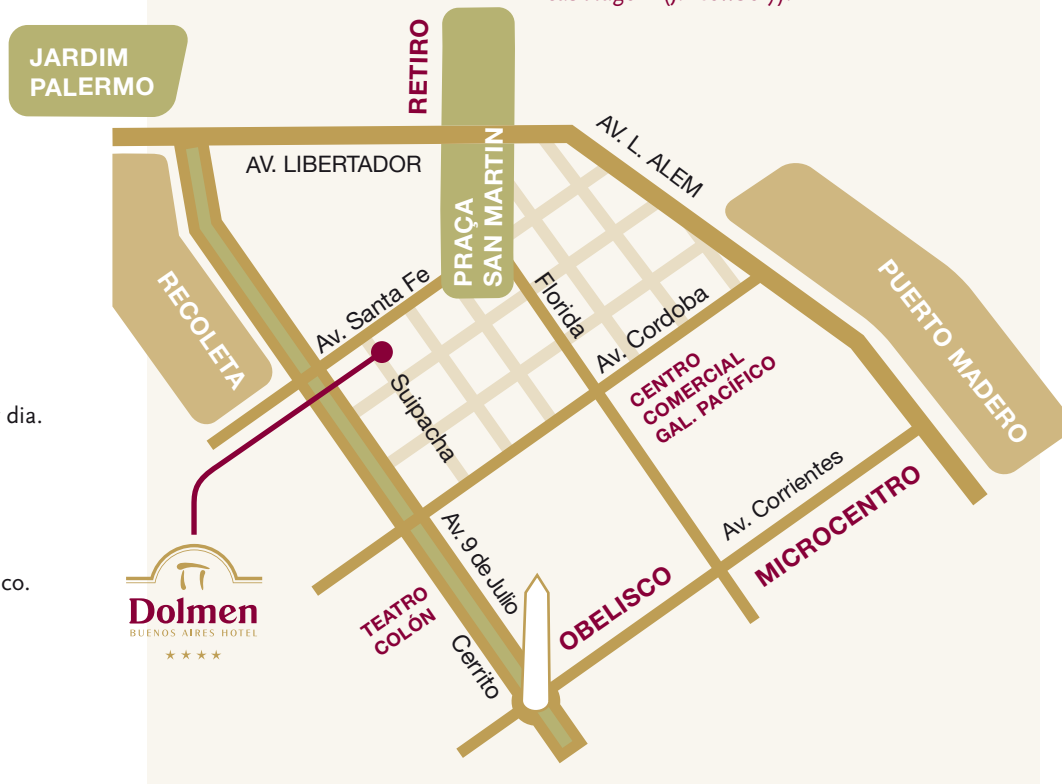 JARDIM
PALERMO
RETIRO
AV. LIBERTADOR
AV. L. ALEM
PRAÇA
SAN MARTIN
RECOLETA
PUERTO MADERO
Av. Santa Fe
Florida
Av. Cordoba
CENTRO
COMERCIAL
GAL. PACÍFICO
Suipacha
dia.
Av. Corrientes
MICROCENTRO
Av. 9 de Julio
co.
Dolmen
BUENOS AIRES HOTEL
TEATRO
COLÓN
OBELISCO
Cerrito